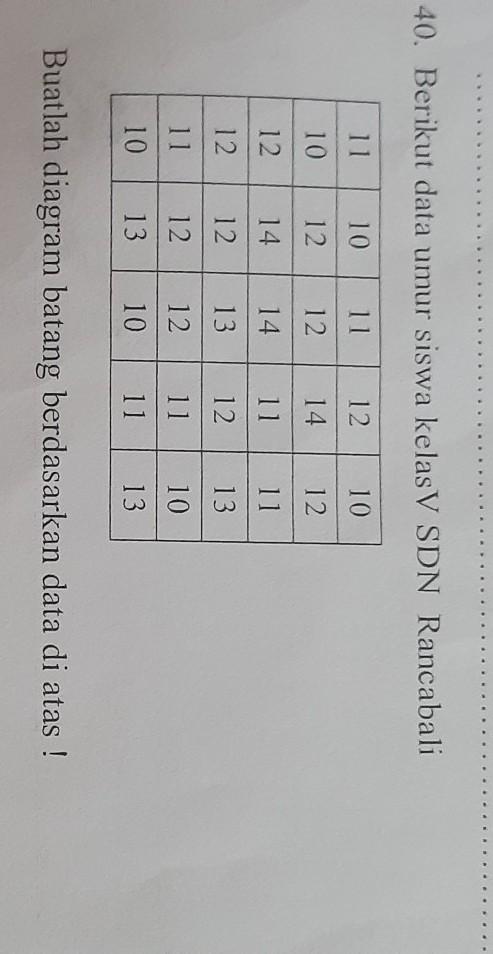 40. Berikut data umur siswa kelasV SDN Rancabali
11 10 11 12 10
10 12 12 14 12
12 14 14 11 11
12 12 13 12 13
11 12 12 11 10
10 13 10 11 13
Buatlah diagram batang berdasarkan data di atas !